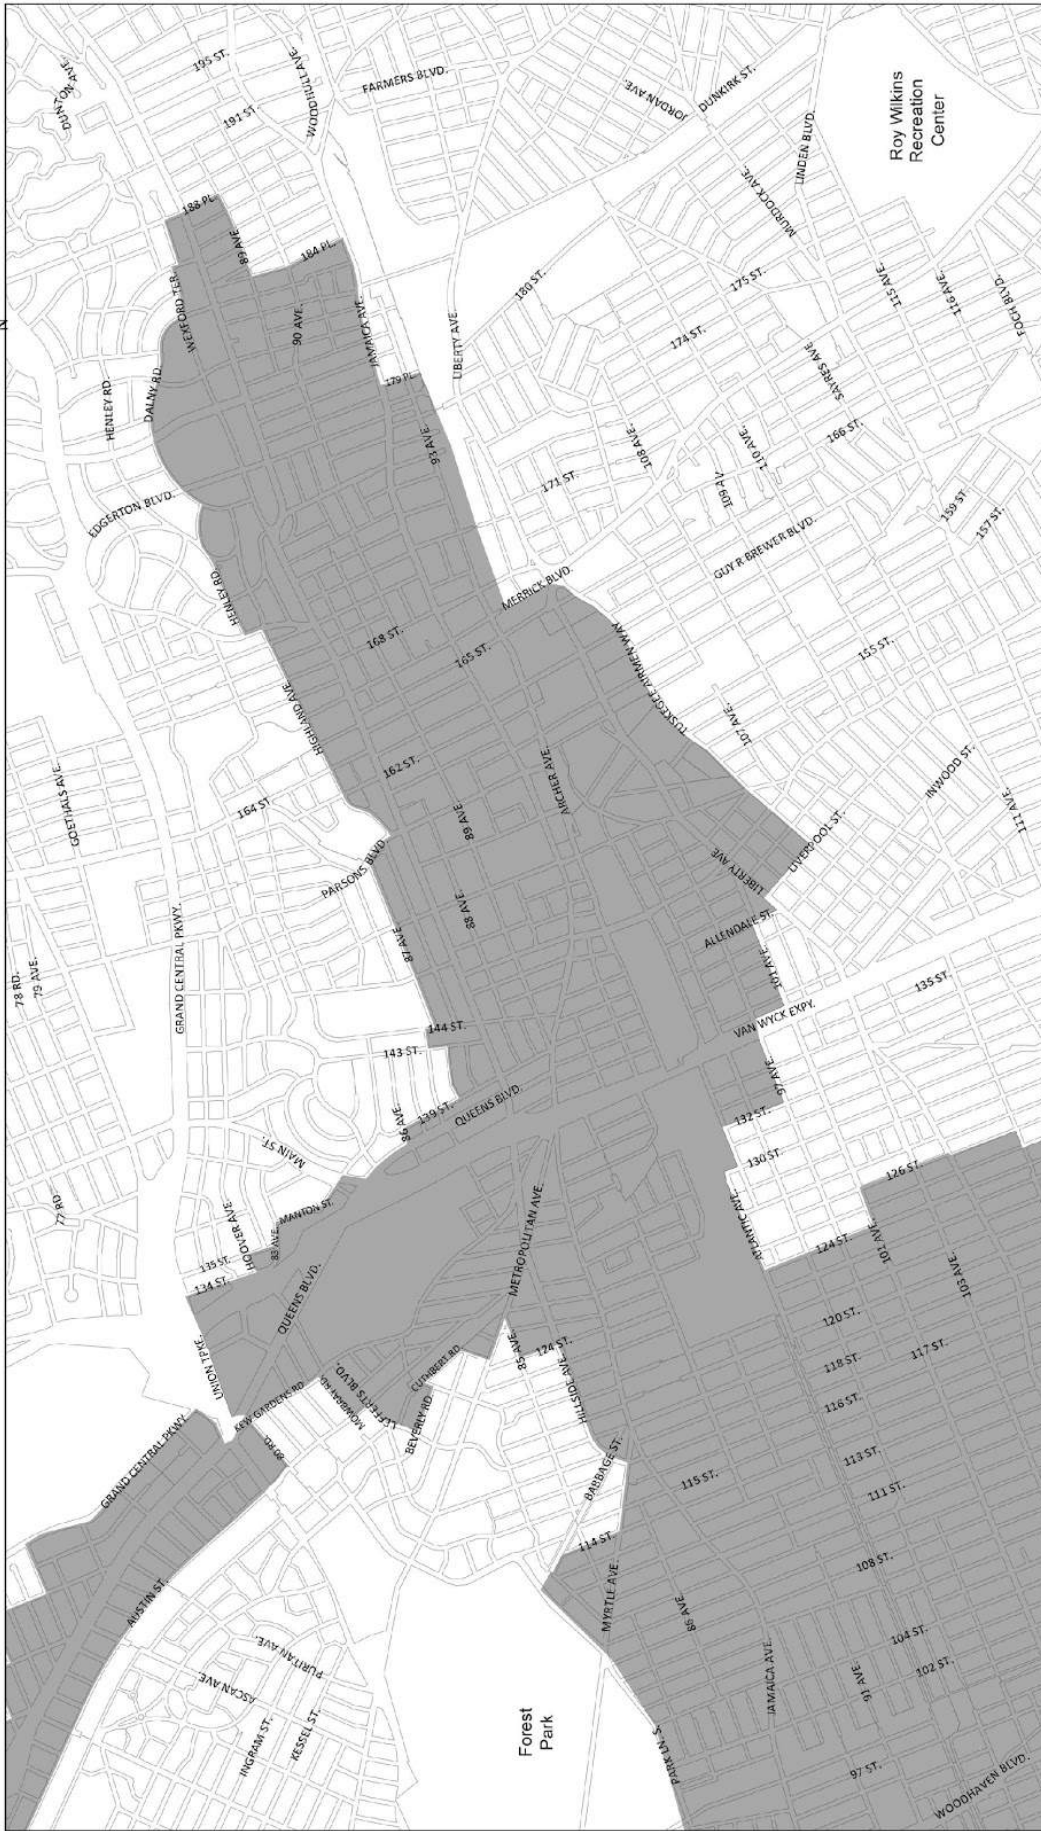 N
DUNTON AVE.
195 ST.
WOODHULL AVE.
191 ST.
FARMERS BLVD.
JORDAN AVE.
DUNKIRK ST.
LINDEN BLVD.
Roy Wilkins
Recreation
Center
188 PL.
89 AVE.
184 PL.
MURDOCK AVE.
WEXFORD TER.
90 AVE.
JAMAICA AVE.
LIBERTY AVE.
180 ST.
175 ST.
115 AVE.
116 AVE.
FOCH BLVD.
HENLEY RD.
DALNY RD.
179 PL.
174 ST.
SAYRES AVE.
93 AVE.
108 AVE.
110 AVE.
166 ST.
EDGERTON BLVD.
171 ST.
109 AV.
159 ST.
157 ST.
GUY R BREWER BLVD.
HENLEY RD.
MERRICK BLVD.
168 ST.
165 ST.
155 ST.
TUSKEGEE AIRMEN WAY
HIGHLAND AVE.
107 AVE.
162 ST.
ARCHER AVE.
INWOOD ST.
GOETHALS AVE.
164 ST.
89 AVE
111 AVE.
PARSONS BLVD.
LIVERPOOL ST.
LIBERTY AVE
88 AVE.
87 AVE.
ALLENDALE ST.
GRAND CENTRAL PKWY.
78 RD.
79 AVE.
101 AVE.
135 ST.
144 ST.
VAN WYCK EXPY.
143 ST.
97 AVE.
139 ST.
QUEENS BLVD.
86 AVE.
132 ST.
MAIN ST.
130 ST.
77 RD.
126 ST.
HOOVER AVE.
MANTON ST.
83 AVE.
METROPOLITAN AVE.
ATLANTIC AVE.
124 ST.
101 AVE.
135 ST.
134 ST.
QUEENS BLVD.
103 AVE.
120 ST.
UNION TPKE.
85 AVE.
124 ST.
118 ST.
117 ST.
CUTHBERT RD
LEFFERTS BLVD.
MOWBRAY RD.
KEW GARDENS RD
BEVERLY RD
HILLSIDE AVE.
116 ST.
GRAND CENTRAL PKWY
80 RD.
BABBAGE ST.
113 ST.
115 ST.
111 ST.
114 ST.
108 ST.
AUSTIN ST.
MYRTLE AVE.
86 AVE.
104 ST.
PURITAN AVE.
102 ST.
ASCAN AVE.
JAMAICA AVE.
91 AVE.
INGRAM ST.
KESSEL ST.
Forest
Park
PARK LN. S
97 ST.
WOODHAVEN BLVD.